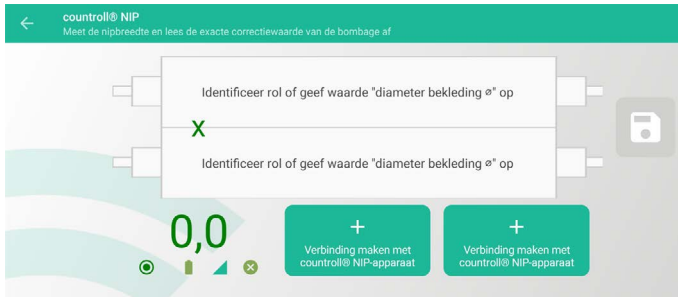 countroll® NIP
Meet de nipbreedte en lees de exacte correctiewaarde van de bombage af
Identificeer rol of geef waarde "diameter bekleding ø" op
X
Identificeer rol of geef waarde "diameter bekleding ø" op
0,0
+
Verbinding maken met
countroll® NIP-apparaat
+
Verbinding maken met
countroll® NIP-apparaat